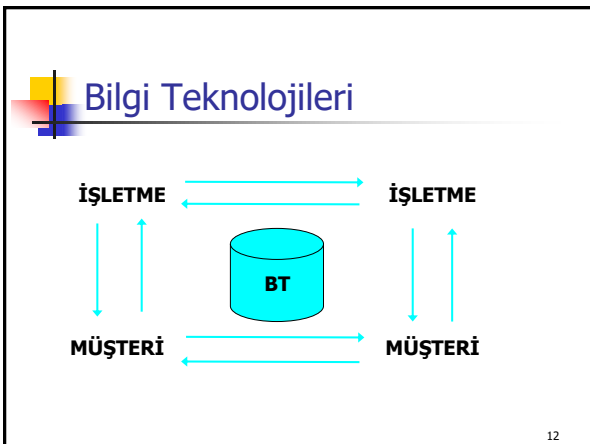 Bilgi Teknolojileri
İŞLETME İŞLETME
BT
MÜŞTERİ MÜŞTERİ
12